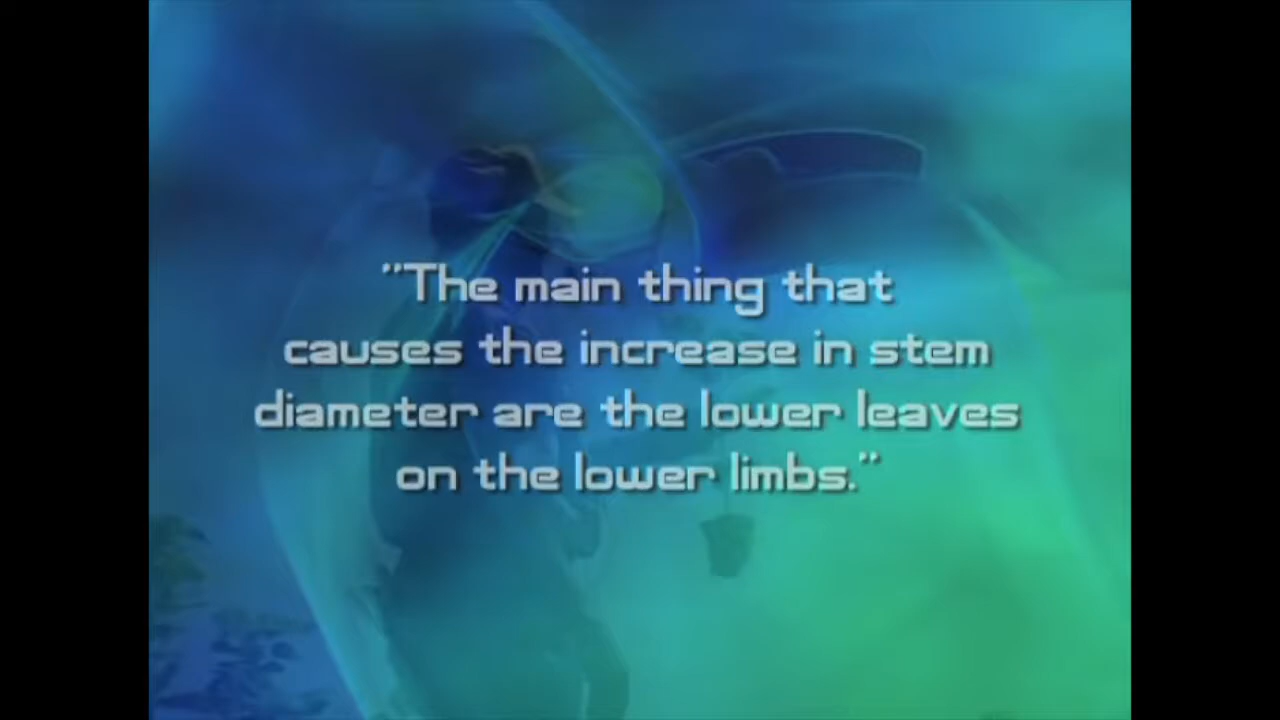 "The main thing that
causes the increase in stem
diameter are the lower leaves
on the lower limbs."